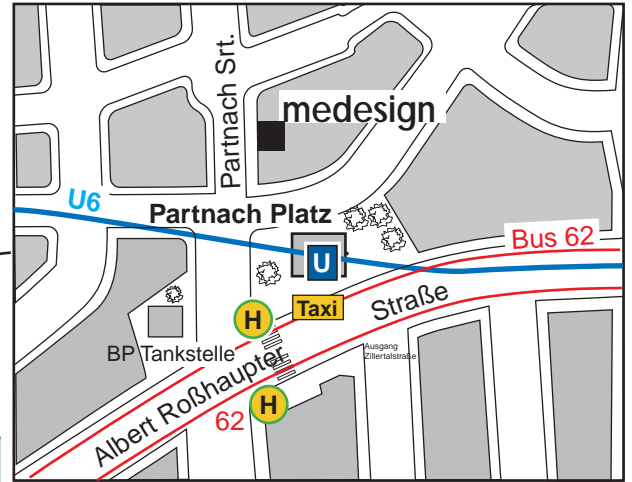 Partnach Srt.
medesign
U6
Partnach Platz
Bus 62
U
Taxi
Straße
H
BP Tankstelle
Ausgang
Zillertalstraße
Albert Roßhaupter
H
62